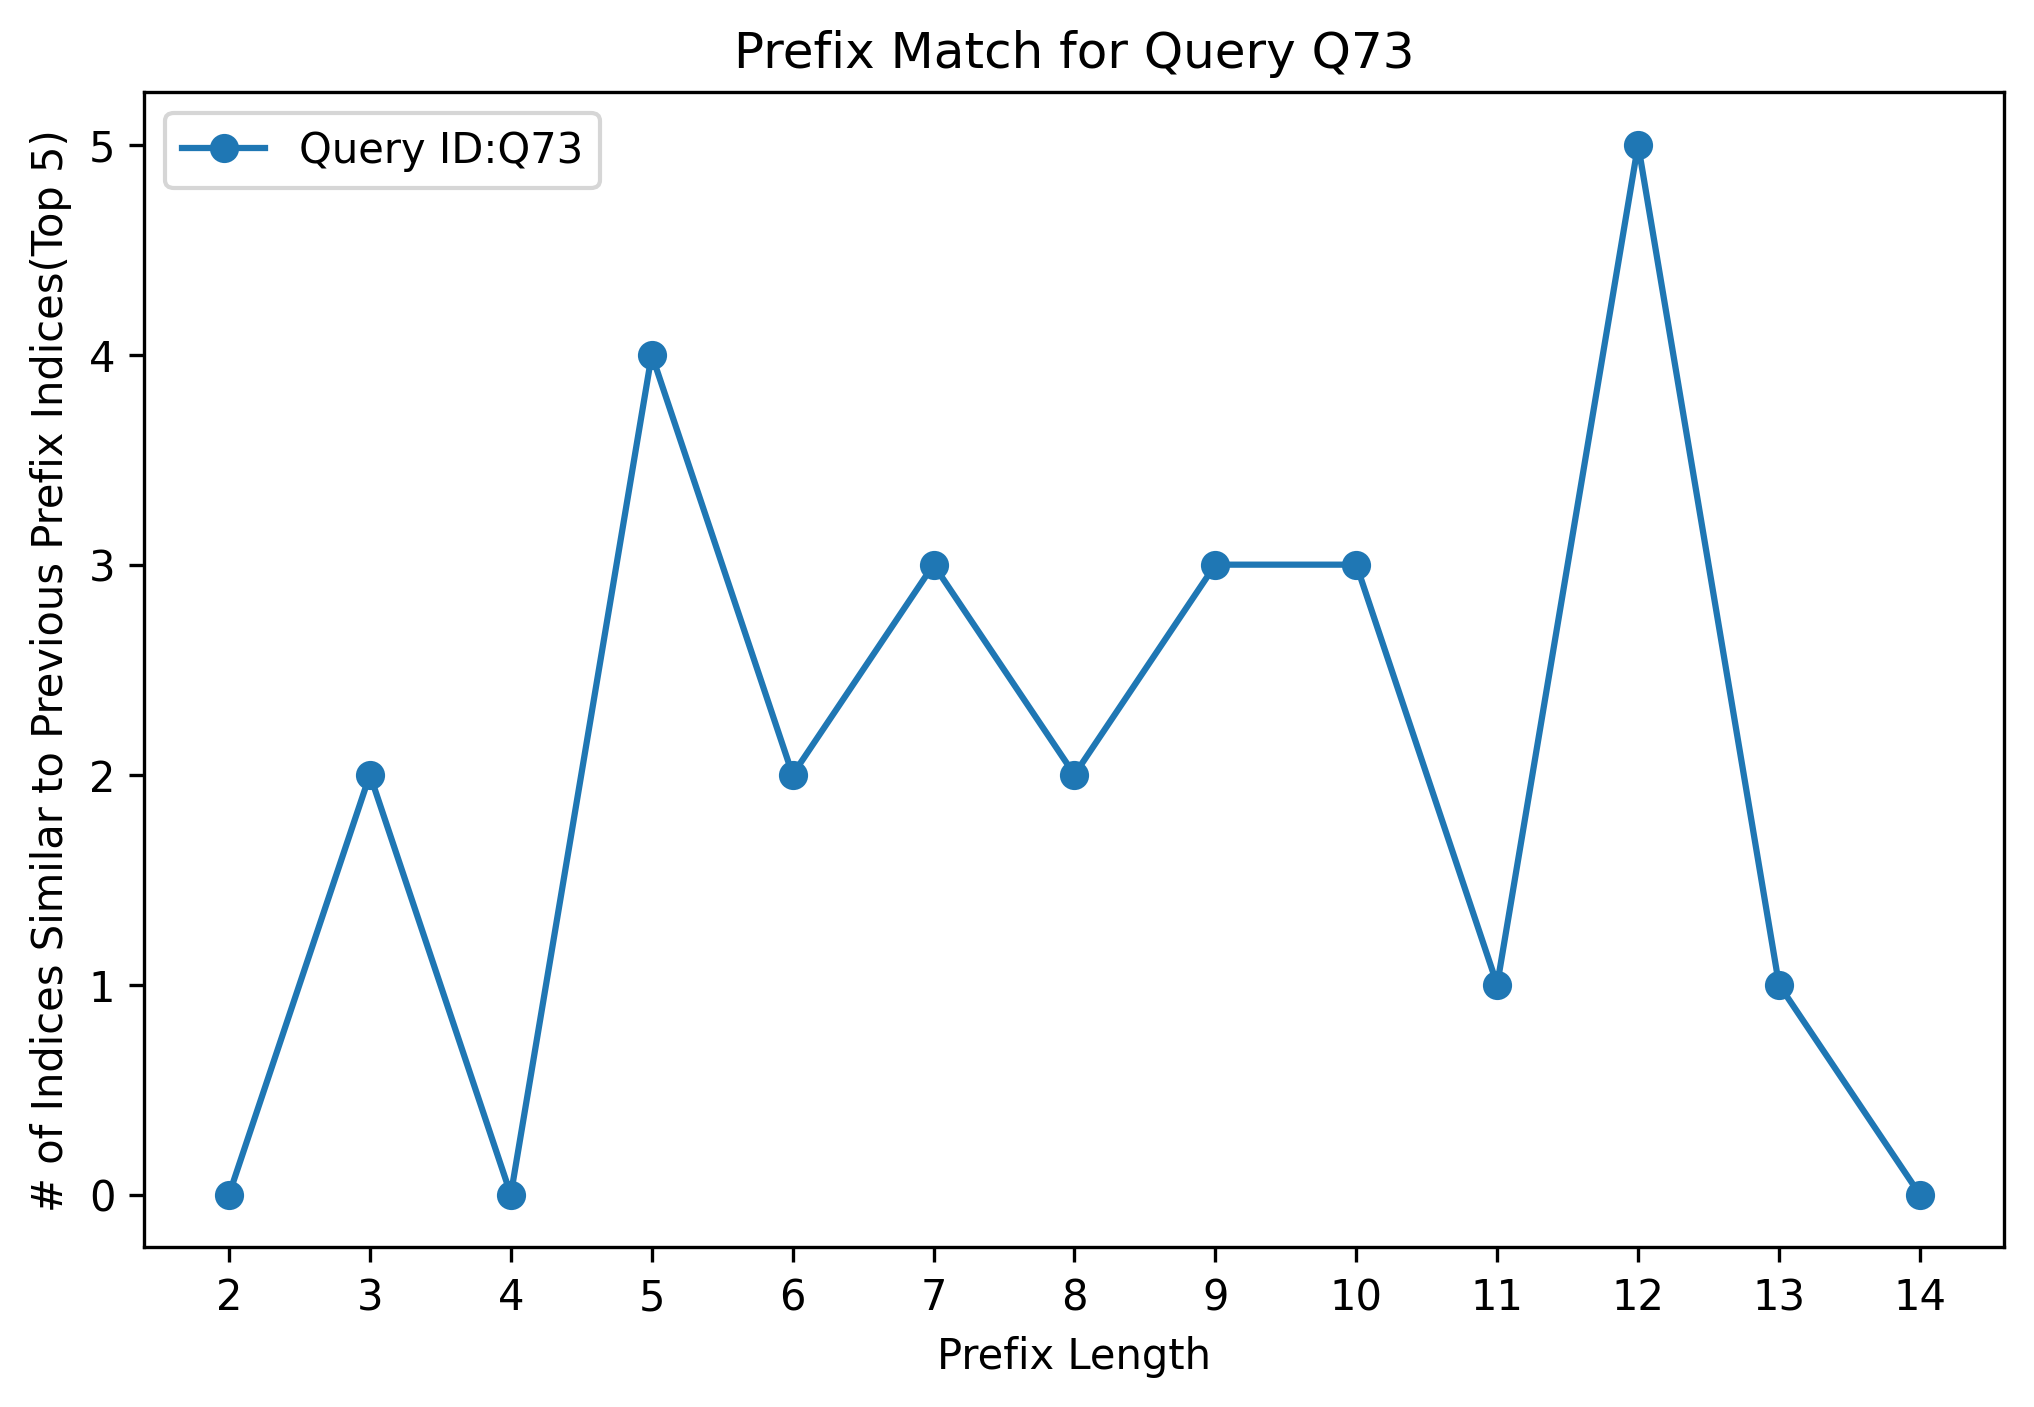 Prefix Match for Query Q73
Query ID:Q73
# of Indices Similar to Previous Prefix Indices(Top 5)
5
4
3
2
1
0
2 3 4 5 6 7 8 9 10 11 12 13 14
Prefix Length